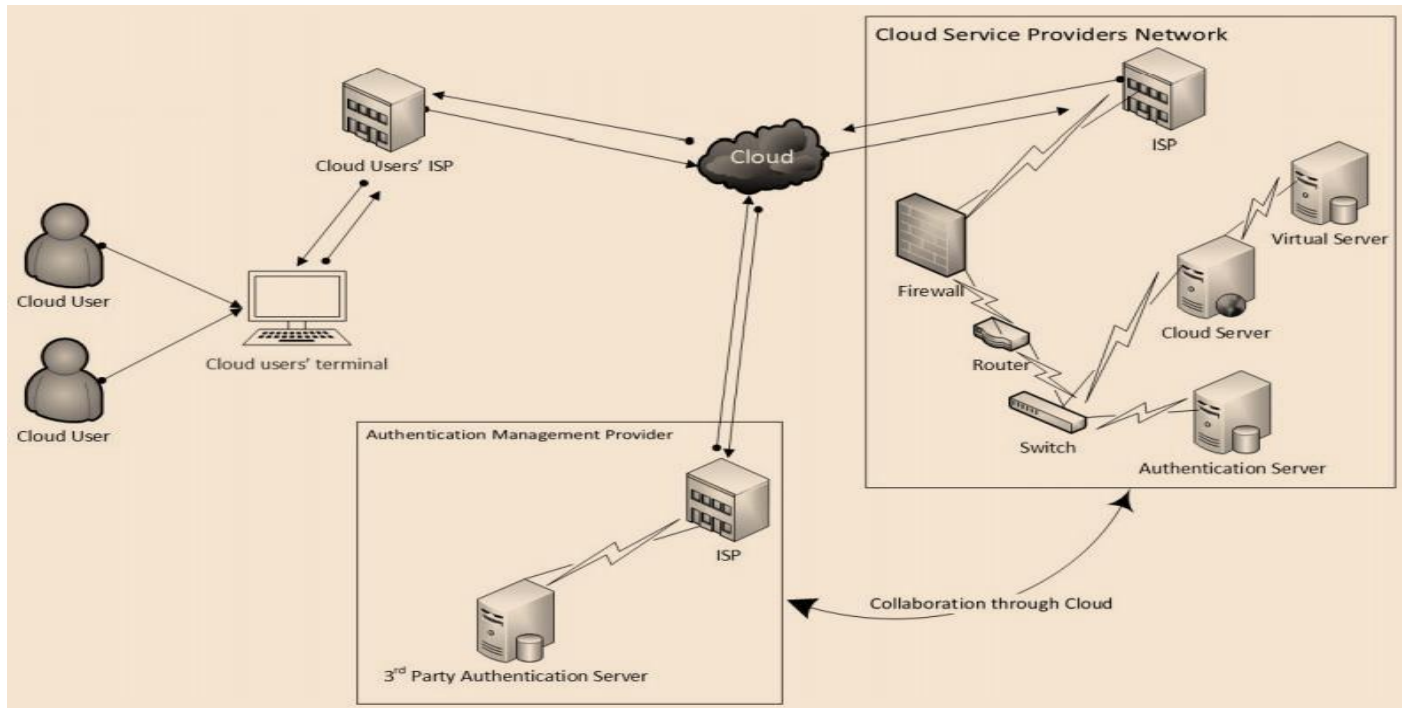 Cloud Service Providers Network
ISP
Cloud Users' ISP
Cloud
Virtual Server
Cloud User
Firewall
Cloud Server
Cloud users' terminal
Router
Cloud User
Authentication Management Provider
Switch
Authentication Server
ISP
Collaboration through Cloud
3rd Party Authentication Server